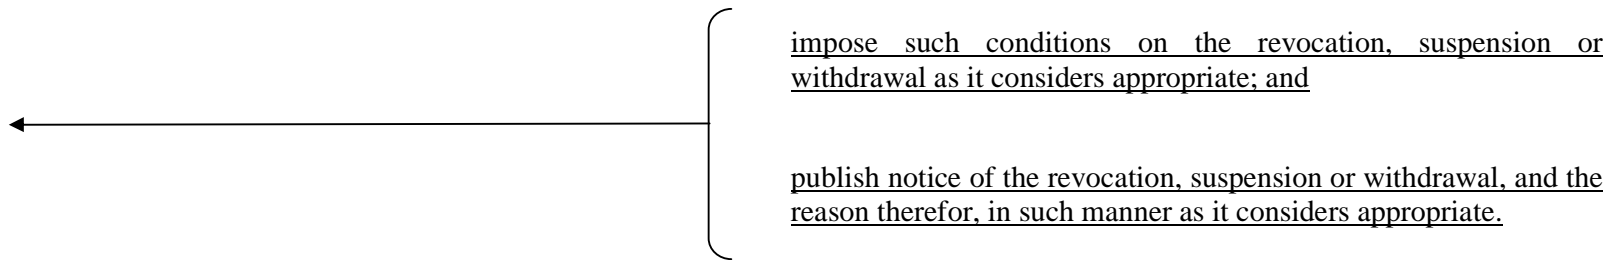 impose such conditions on the revocation, suspension or
withdrawal as it considers appropriate; and
publish notice of the revocation, suspension or withdrawal, and the
reason therefor, in such manner as it considers appropriate.